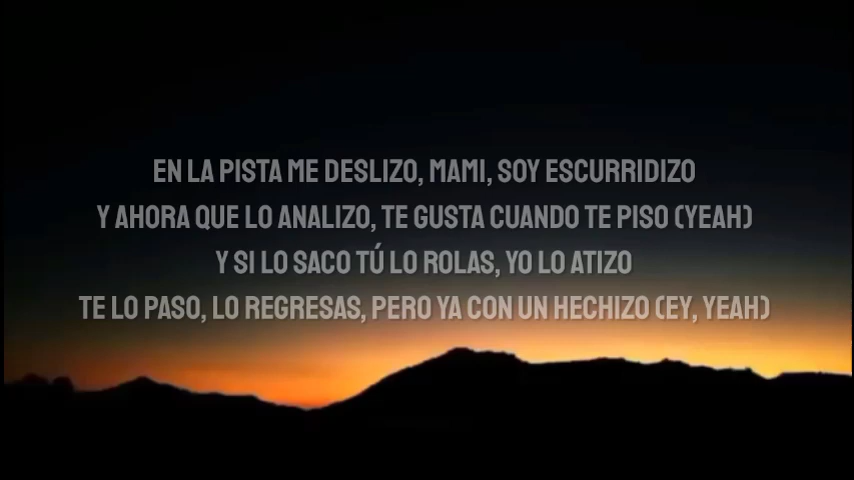 EN LA PISTA ME DESLIZO, MAMI, SOY ESCURRIDIZO
Y AHORA QUE LO ANALIZO, TE GUSTA CUANDO TE PISO (YEAH)
Y SI LO SACO TÚ LO ROLAS, YO LO ATIZO
TE LO PASO, LO REGRESAS, PERO YA CON UN HECHIZO (EY, YEAH)